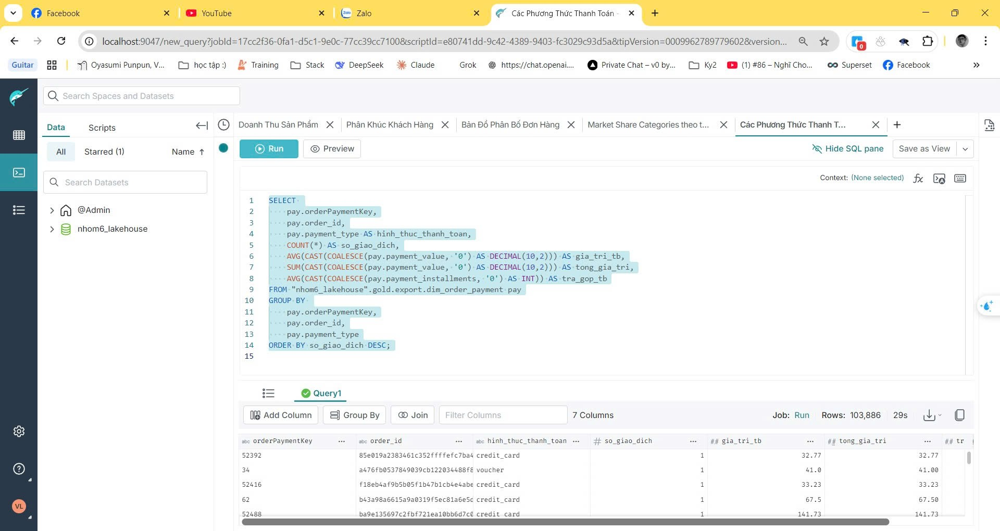 Facebook
YouTube
Zalo
Các Phương Thức Thanh Toán -
localhost:9047/new_query?jobId=17cc2f36-0fa1-d5c1-9e0c-77cc39cc7100&scriptId=e80741dd-9c42-4389-9403-fc3029c93d5a&tipVersion=0009962789779602&version...
0
Guitar
Oyasumi Punpun, V...
học tập :)
Training
Stack
DeepSeek
Claude
Grok
https://chat.openai....
Private Chat – v0 by...
Ky2
(1) #86 – Nghĩ Cho...
Superset
Facebook
»
Search Spaces and Datasets
Data
Scripts
Doanh Thu Sản Phẩm
Phân Khúc Khách Hàng
Bản Đồ Phân Bố Đơn Hàng
Market Share Categories theo t...
Các Phương Thức Thanh T...
All
Starred (1)
Name ↑
Run
Preview
Hide SQL pane
Save as View
Search Datasets
Context: (None selected)
@Admin
nhom6_lakehouse
1 SELECT
2 pay.orderPaymentKey,
3 pay.order_id,
4 pay.payment_type AS hinh_thuc_thanh_toan,
5 COUNT(*) AS so_giao_dich,
6 AVG(CAST(COALESCE(pay.payment_value, '0') AS DECIMAL(10,2))) AS gia_tri_tb,
7 SUM(CAST(COALESCE(pay.payment_value, '0') AS DECIMAL(10,2))) AS tong_gia_tri,
8 AVG(CAST(COALESCE(pay.payment_installments, '0') AS INT)) AS tra_gop_tb
9 FROM "nhom6_lakehouse".gold.export.dim_order_payment pay
10 GROUP BY
11 pay.orderPaymentKey,
12 pay.order_id,
13 pay.payment_type
14 ORDER BY so_giao_dich DESC;
15
Query1
Add Column
Group By
Join
Filter Columns
7 Columns
Job: Run
Rows: 103,886
29s
abc orderPaymentKey ... abc order_id ... abc hinh_thuc_thanh_toan ... # so_giao_dich ... ## gia_tri_tb ... ## tong_gia_tri ... ## tr
52392 85e019a2383461c352ffffefc7ba4 credit_card 1 32.77 32.77
34 a476fb0537849039cb122034488f8 voucher 1 41.0 41.00
52416 f18eb4af9b5b05f1b47b1cb4e4abe credit_card 1 33.23 33.23
62 b43a98a6615a9a0319f5ec81a6e5d credit_card 1 67.5 67.50
52488 ba9e135697c2fbf721ea10bb6d7c0 credit card 1 141.73 141.73
VL